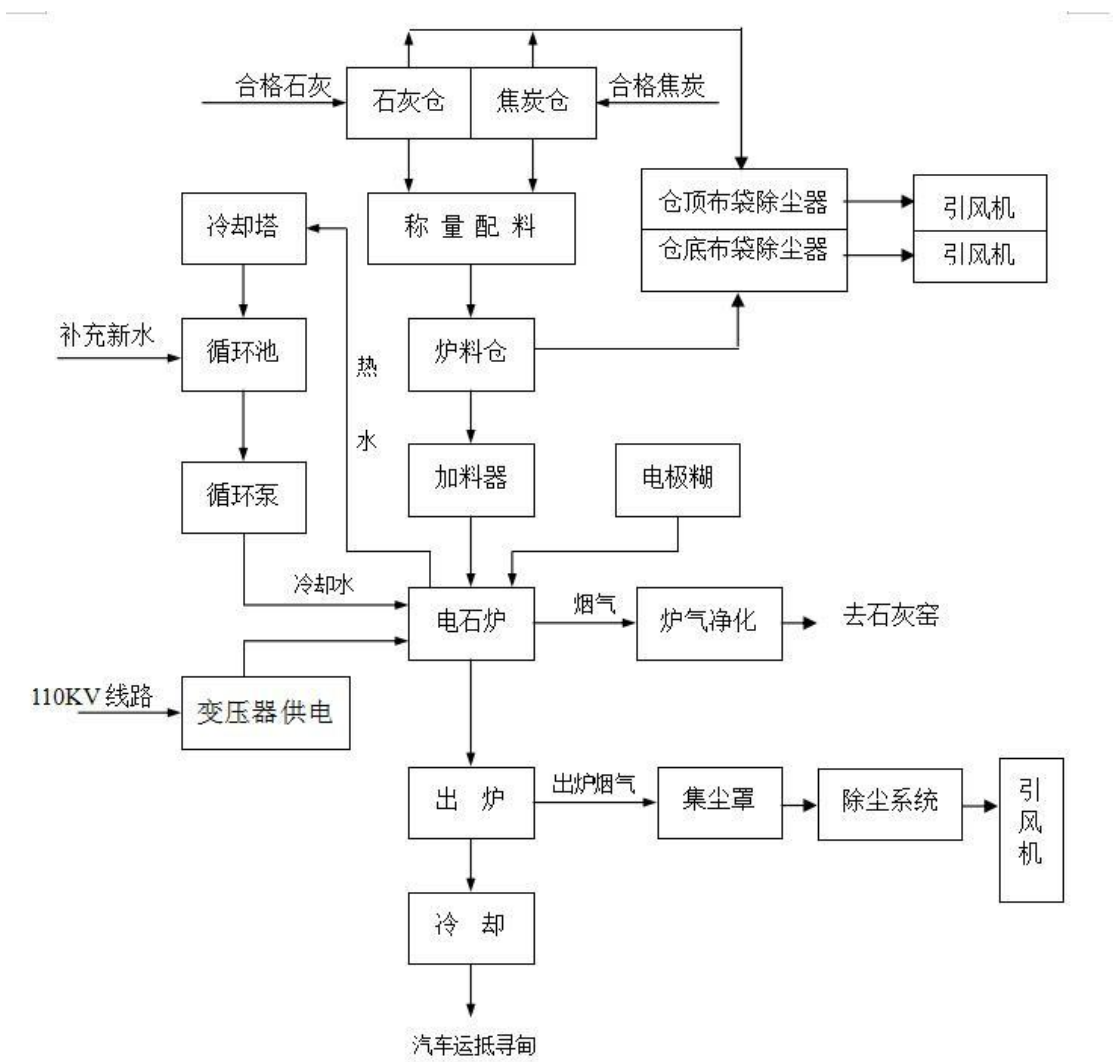 合格石灰
石灰仓
焦炭仓
合格焦炭
冷却塔
称量配料
仓顶布袋除尘器
引风机
仓底布袋除尘器
引风机
补充新水
循环池
热水
炉料仓
循环泵
加料器
电极糊
冷却水
电石炉
烟气
炉气净化
去石灰窑
110KV 线路
变压器供电
出 炉
出炉烟气
集尘罩
除尘系统
引
风
机
冷 却
汽车运抵寻甸